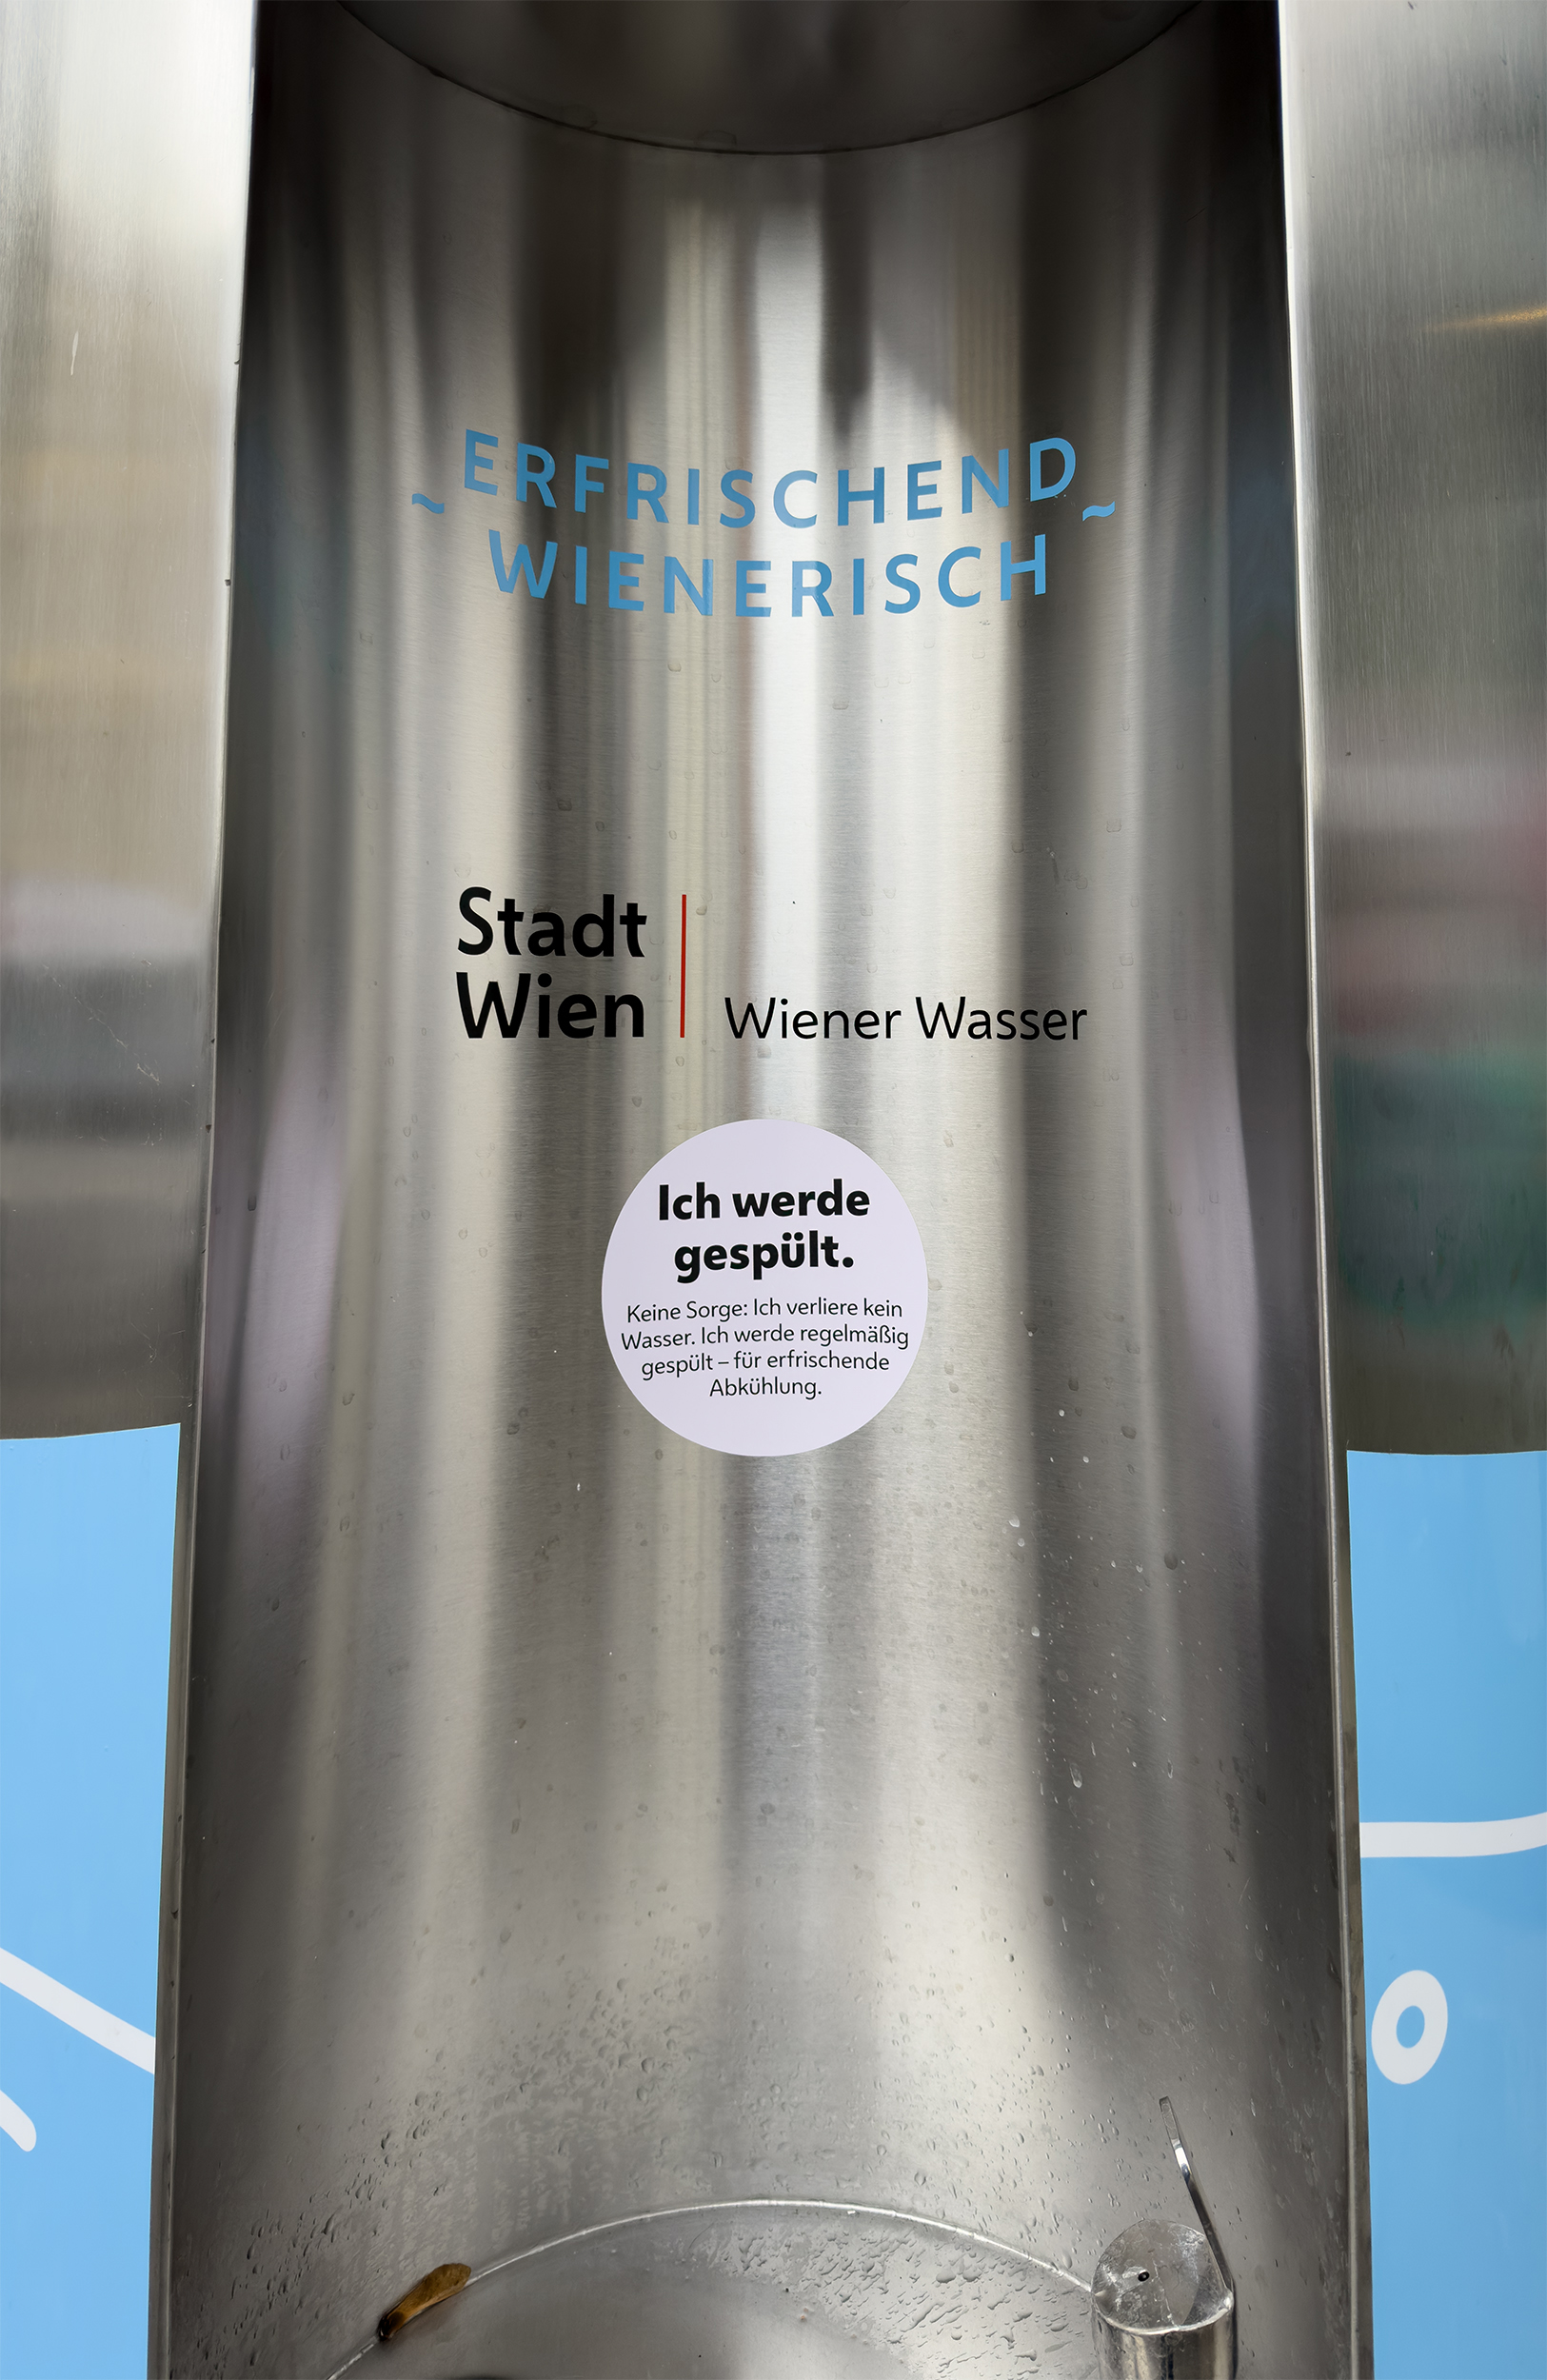 ~ ERFRISCHEND ~
WIENERISCH
Stadt
Wien
Wiener Wasser
Ich werde
gespült.
Keine Sorge: Ich verliere kein
Wasser. Ich werde regelmäßig
gespült – für erfrischende
Abkühlung.